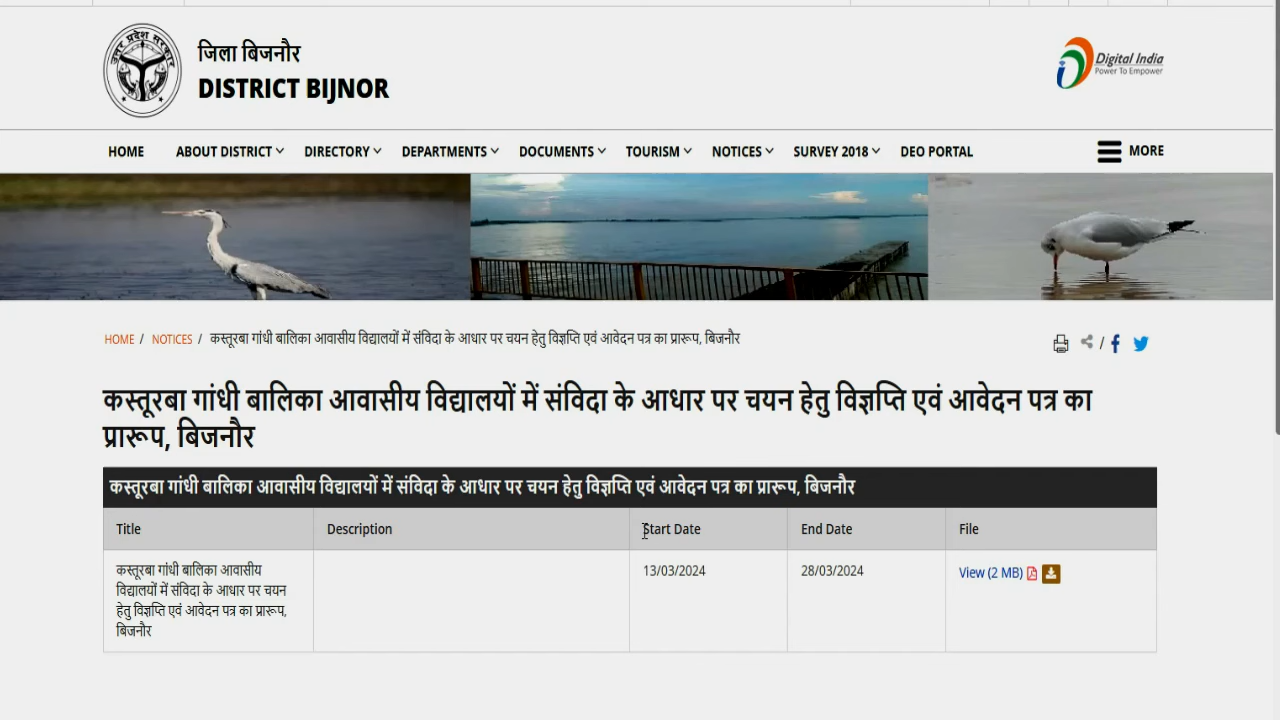 उत्तर प्रदेश सरकार
जिला बिजनौर
DISTRICT BIJNOR
Digital India
Power To Empower
HOME ABOUT DISTRICT DIRECTORY DEPARTMENTS DOCUMENTS TOURISM NOTICES SURVEY 2018 DEO PORTAL MORE
HOME / NOTICES / कस्तूरबा गांधी बालिका आवासीय विद्यालयों में संविदा के आधार पर चयन हेतु विज्ञप्ति एवं आवेदन पत्र का प्रारूप, बिजनौर
कस्तूरबा गांधी बालिका आवासीय विद्यालयों में संविदा के आधार पर चयन हेतु विज्ञप्ति एवं आवेदन पत्र का
प्रारूप, बिजनौर
कस्तूरबा गांधी बालिका आवासीय विद्यालयों में संविदा के आधार पर चयन हेतु विज्ञप्ति एवं आवेदन पत्र का प्रारूप, बिजनौर
Title Description Start Date End Date File
कस्तूरबा गांधी बालिका आवासीय 13/03/2024 28/03/2024 View (2 MB)
विद्यालयों में संविदा के आधार पर चयन
हेतु विज्ञप्ति एवं आवेदन पत्र का प्रारूप,
बिजनौर